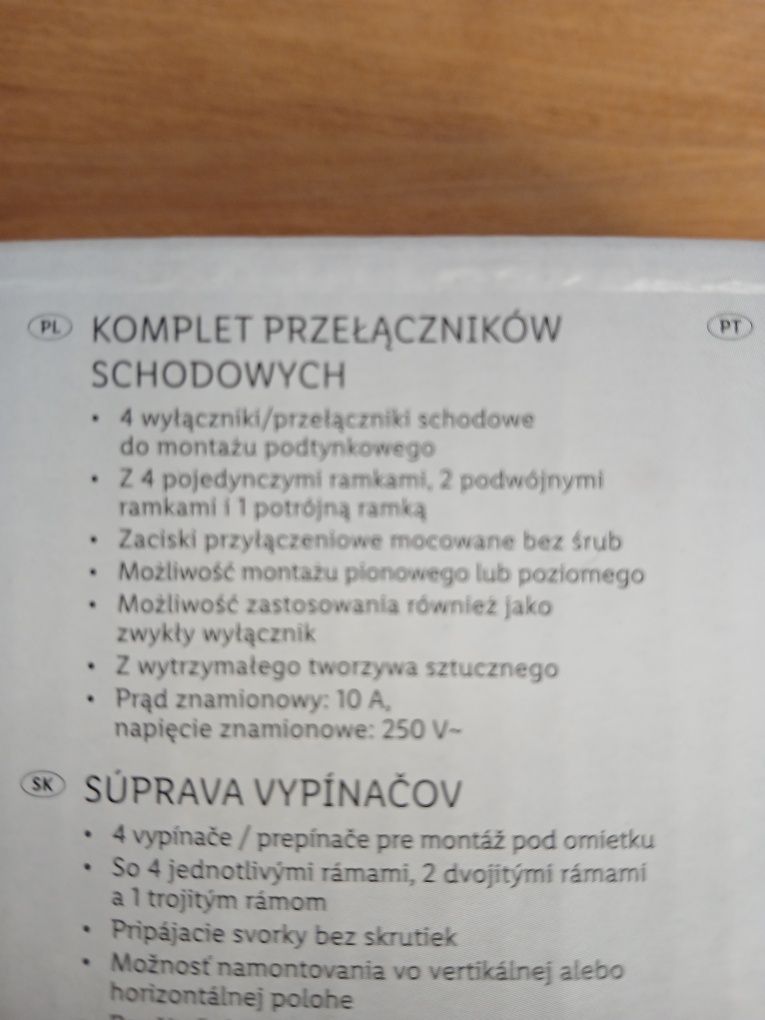 PL KOMPLET PRZEŁĄCZNIKÓW
SCHODOWYCH
• 4 wyłączniki/przełączniki schodowe
do montażu podtynkowego
• Z 4 pojedynczymi ramkami, 2 podwójnymi
ramkami i 1 potrójną ramką
• Zaciski przyłączeniowe mocowane bez śrub
• Możliwość montażu pionowego lub poziomego
• Możliwość zastosowania również jako
zwykły wyłącznik
• Z wytrzymałego tworzywa sztucznego
• Prąd znamionowy: 10 A,
napięcie znamionowe: 250 V~
SK SÚPRAVA VYPÍNAČOV
• 4 vypínače / prepínače pre montáž pod omietku
• So 4 jednotlivými rámami, 2 dvojitými rámami
a 1 trojitým rámom
• Pripájacie svorky bez skrutiek
• Možnosť namontovania vo vertikálnej alebo
horizontálnej polohe
PT